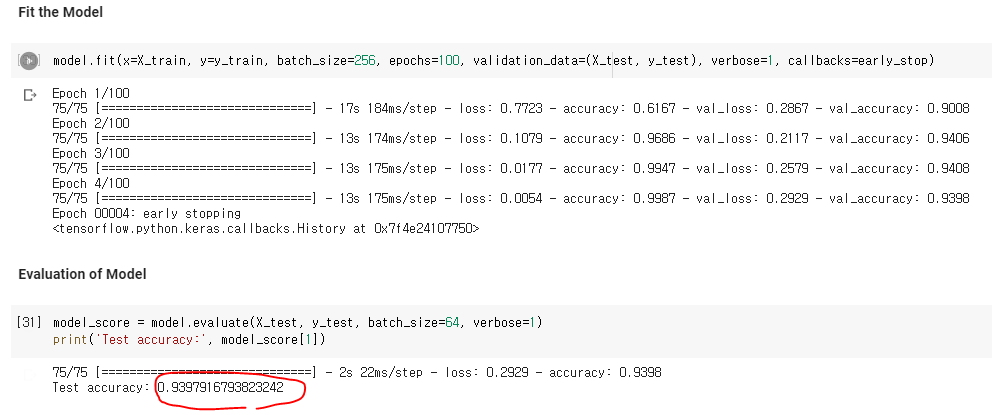 Fit the Model
model.fit(x=X_train, y=y_train, batch_size=256, epochs=100, validation_data=(X_test, y_test), verbose=1, callbacks=early_stop)
Epoch 1/100
75/75 [==============================] - 17s 184ms/step - loss: 0.7723 - accuracy: 0.6167 - val_loss: 0.2867 - val_accuracy: 0.9008
Epoch 2/100
75/75 [==============================] - 13s 174ms/step - loss: 0.1079 - accuracy: 0.9686 - val_loss: 0.2117 - val_accuracy: 0.9406
Epoch 3/100
75/75 [==============================] - 13s 175ms/step - loss: 0.0177 - accuracy: 0.9947 - val_loss: 0.2579 - val_accuracy: 0.9408
Epoch 4/100
75/75 [==============================] - 13s 175ms/step - loss: 0.0054 - accuracy: 0.9987 - val_loss: 0.2929 - val_accuracy: 0.9398
Epoch 00004: early stopping
<tensorflow.python.keras.callbacks.History at 0x7f4e24107750>
Evaluation of Model
[31] model_score = model.evaluate(X_test, y_test, batch_size=64, verbose=1)
print('Test accuracy:', model_score[1])
75/75 [==============================] - 2s 22ms/step - loss: 0.2929 - accuracy: 0.9398
Test accuracy: 0.9397916793823242